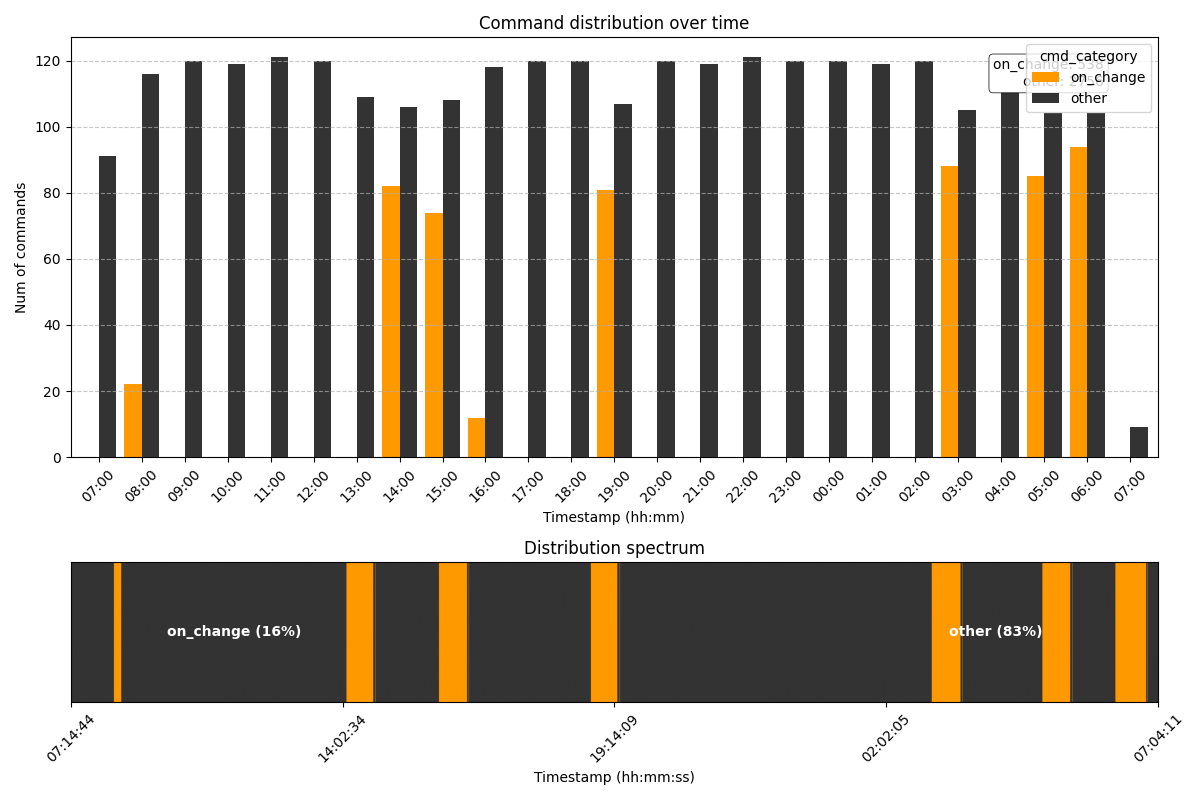 Command distribution over time
120
100
80
60
40
20
0
Num of commands
cmd_category
on_change
other
on_change: 538
other:
07:00 08:00 09:00 10:00 11:00 12:00 13:00 14:00 15:00 16:00 17:00 18:00 19:00 20:00 21:00 22:00 23:00 00:00 01:00 02:00 03:00 04:00 05:00 06:00 07:00
Timestamp (hh:mm)
Distribution spectrum
on_change (16%)
other (83%)
07:14:44 14:02:34 19:14:09 02:02:05 07:04:11
Timestamp (hh:mm:ss)